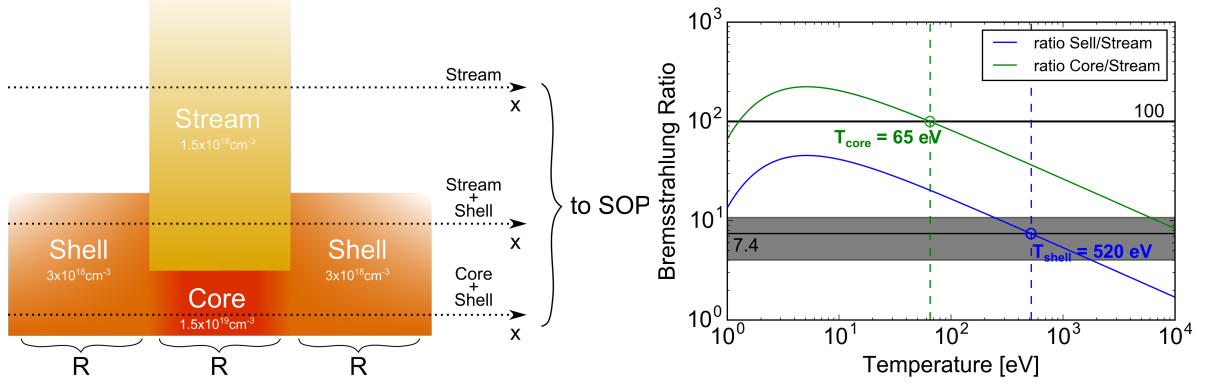 Stream
x
Stream
1.5x10¹⁸cm⁻³
Stream
+
Shell
x
to SOP
Shell
3x10¹⁸cm⁻³
Shell
3x10¹⁸cm⁻³
Core
+
Shell
x
Core
1.5x10¹⁹cm⁻³
R
R
R
Bremsstrahlung Ratio
10³
10²
10¹
10⁰
ratio Sell/Stream
ratio Core/Stream
100
T_core = 65 eV
7.4
T_shell = 520 eV
10⁰
10¹
10²
10³
10⁴
Temperature [eV]